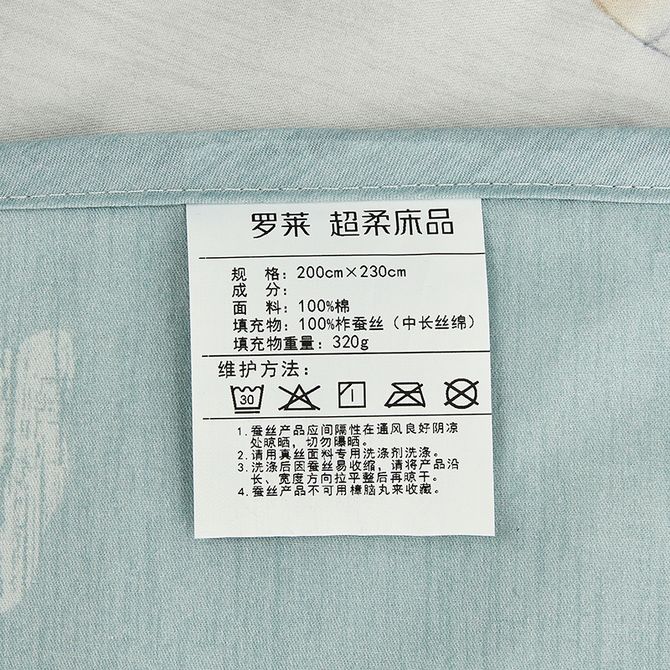 罗莱 超柔床品
规 格：200cm×230cm
成 分：
面 料：100%棉
填充物：100%柞蚕丝（中长丝绵）
填充物重量：320g
维护方法：
30
1.蚕丝产品应间隔性在通风良好阴凉
处晾晒，切勿曝晒。
2.请用真丝面料专用洗涤剂洗涤。
3.洗涤后因蚕丝易收缩，请将产品沿
长、宽度方向拉平整后再晾干。
4.蚕丝产品不可用樟脑丸来收藏。